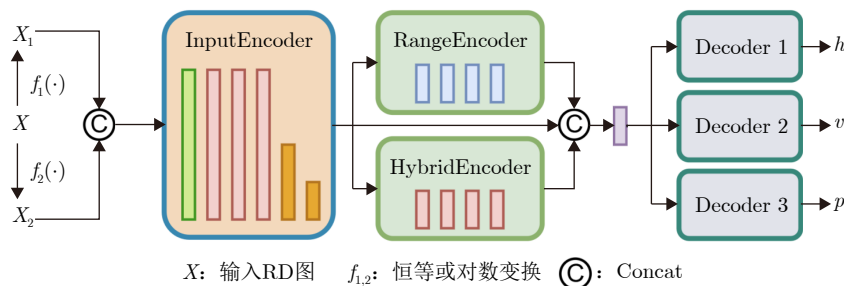 X₁
InputEncoder
RangeEncoder
Decoder 1
h
f₁(·)
X
C
C
Decoder 2
v
f₂(·)
HybridEncoder
X₂
Decoder 3
p
X: 输入RD图 f₁,₂: 恒等或对数变换 C: Concat